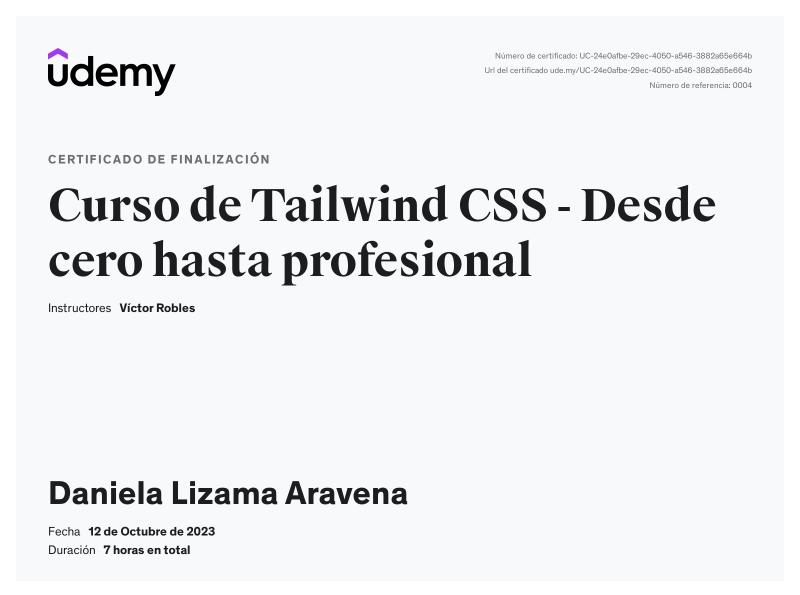 udemy
Número de certificado: UC-24e0afbe-29ec-4050-a546-3882a65e664b
Url del certificado ude.my/UC-24e0afbe-29ec-4050-a546-3882a65e664b
Número de referencia: 0004
CERTIFICADO DE FINALIZACIÓN
Curso de Tailwind CSS - Desde
cero hasta profesional
Instructores Víctor Robles
Daniela Lizama Aravena
Fecha 12 de Octubre de 2023
Duración 7 horas en total